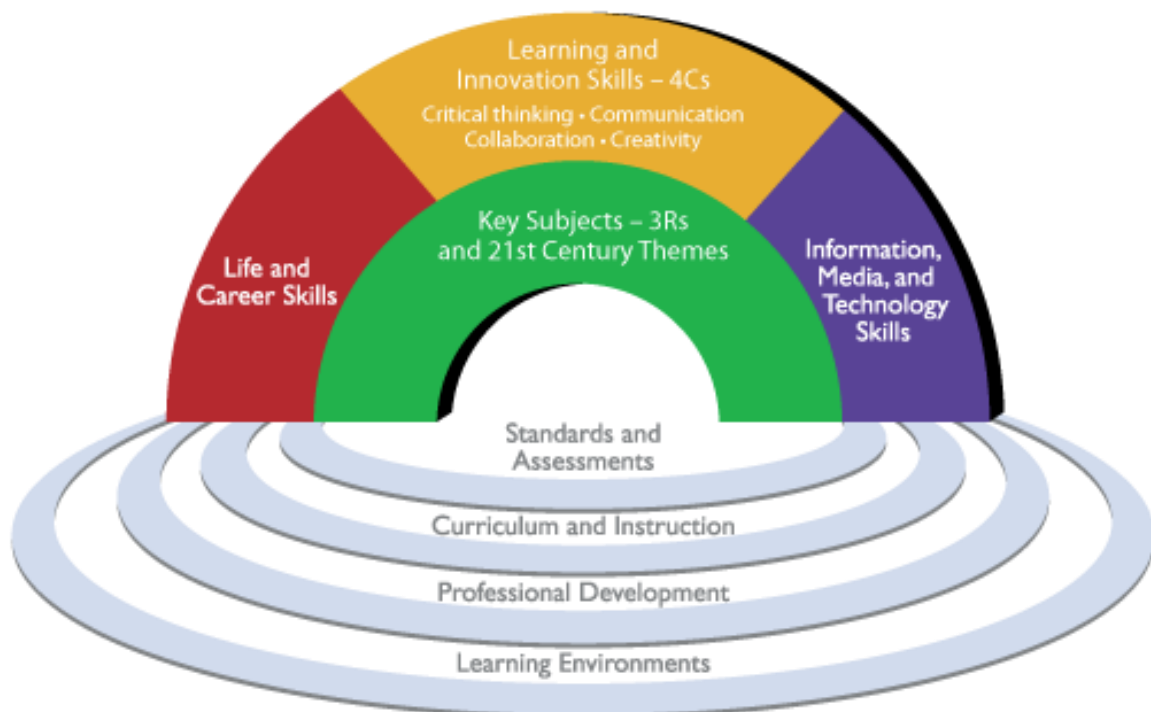 Learning and
Innovation Skills – 4Cs
Critical thinking • Communication
Collaboration • Creativity
Key Subjects – 3Rs
and 21st Century Themes
Life and
Career Skills
Information,
Media, and
Technology
Skills
Standards and
Assessments
Curriculum and Instruction
Professional Development
Learning Environments